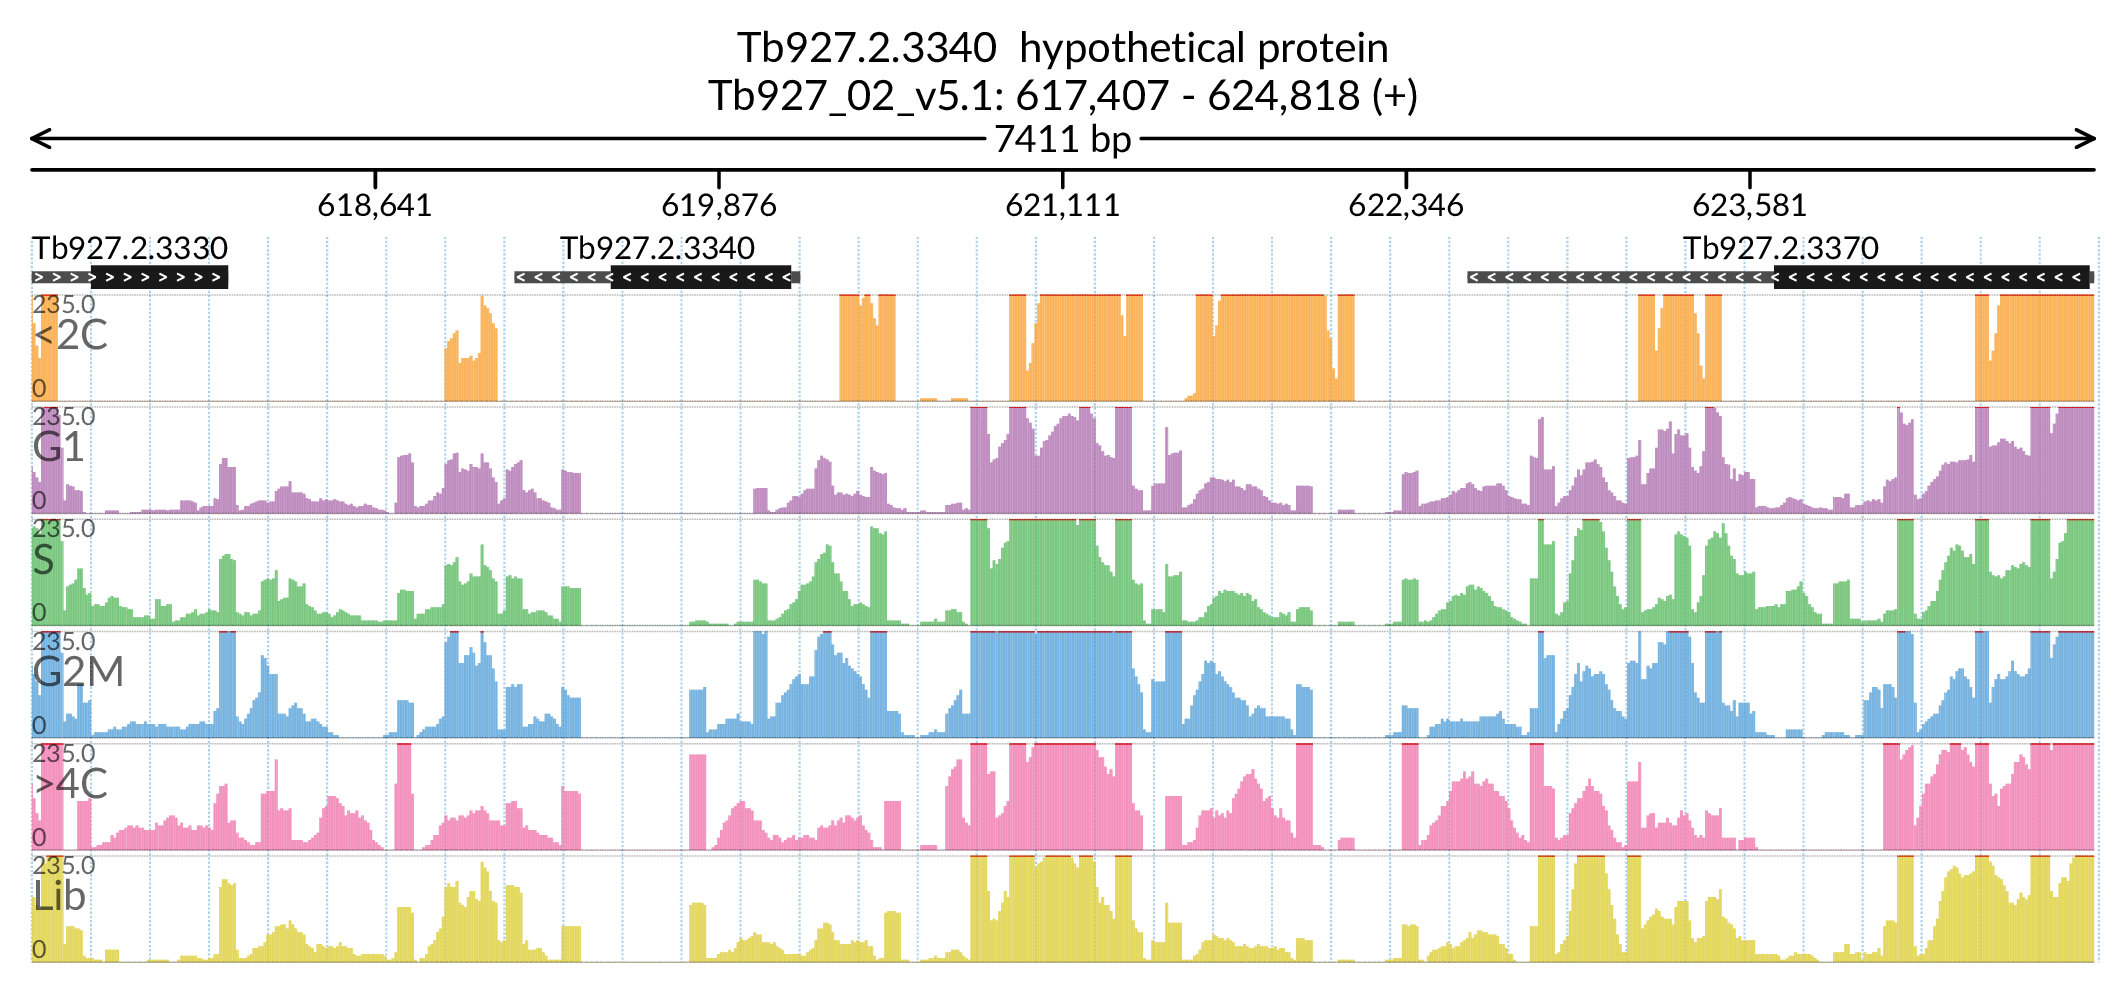 Tb927.2.3340 hypothetical protein
Tb927_02_v5.1: 617,407 - 624,818 (+)
7411 bp
618,641 619,876 621,111 622,346 623,581
Tb927.2.3330 Tb927.2.3340 Tb927.2.3370
235.0
<2C
0
235.0
G1
0
235.0
S
0
235.0
G2M
0
235.0
>4C
0
235.0
Lib
0